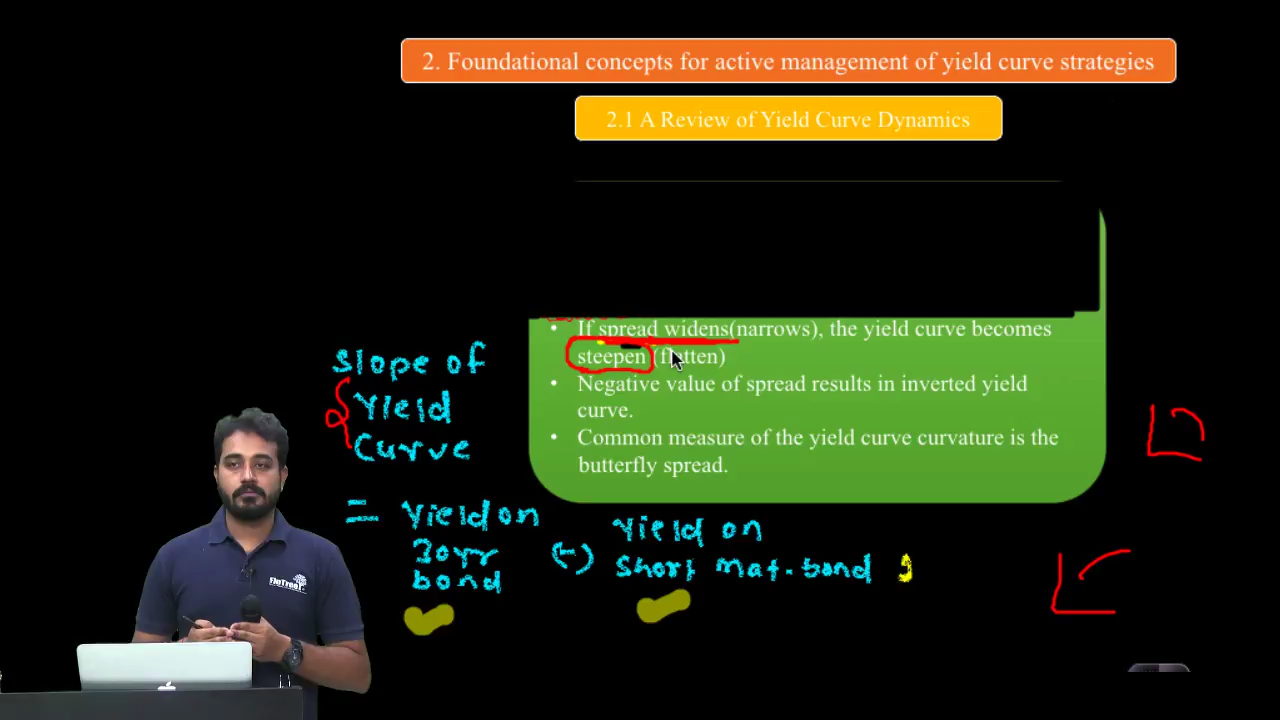 2. Foundational concepts for active management of yield curve strategies
2.1 A Review of Yield Curve Dynamics
• If spread widens(narrows), the yield curve becomes
steepen (flatten)
• Negative value of spread results in inverted yield
curve.
• Common measure of the yield curve curvature is the
butterfly spread.
Slope of
Yield
Curve
= Yield on
30yr
bond
(-)
Yield on
Short mat. bond
FinTree